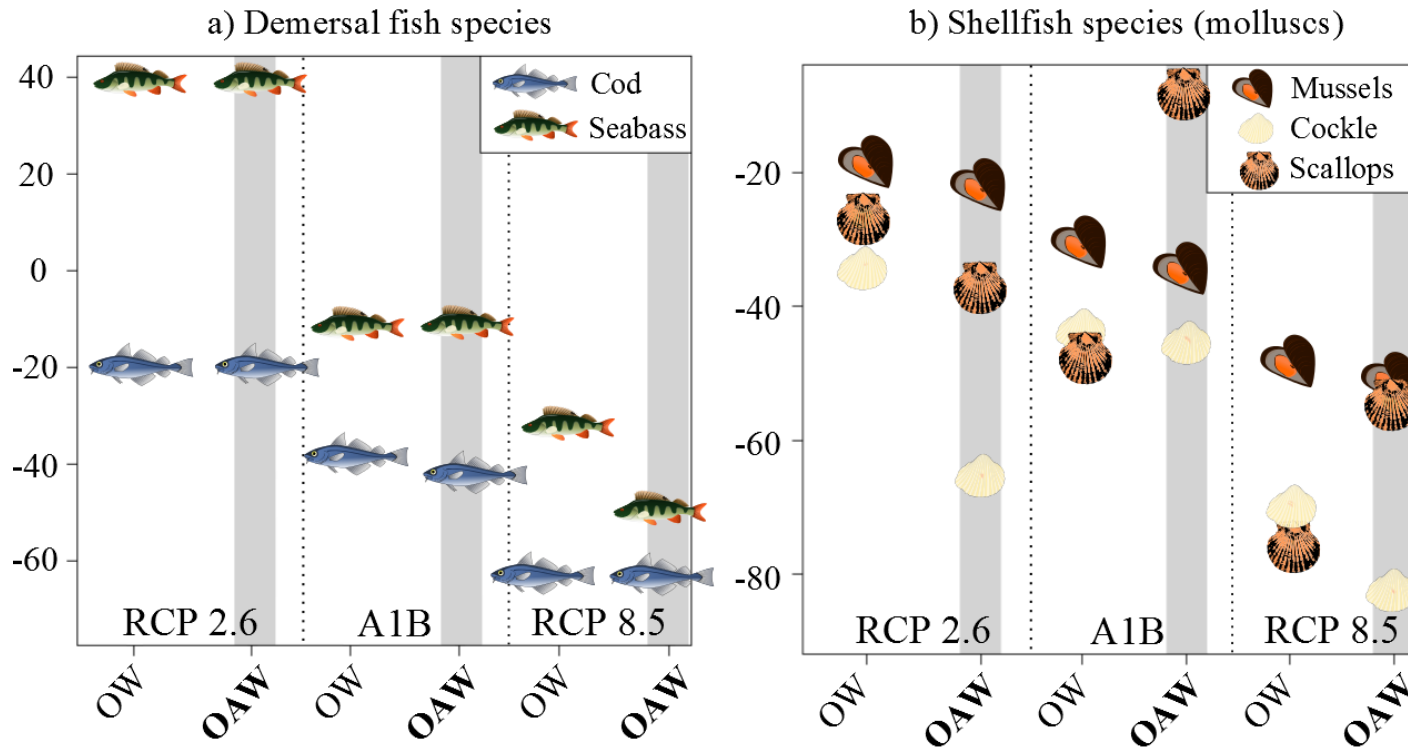 a) Demersal fish species
40
20
0
-20
-40
-60
Cod
Seabass
RCP 2.6
A1B
RCP 8.5
OW
OAW
OW
OAW
OW
OAW
b) Shellfish species (molluscs)
-20
-40
-60
-80
Mussels
Cockle
Scallops
RCP 2.6
A1B
RCP 8.5
OW
OAW
OW
OAW
OW
OAW